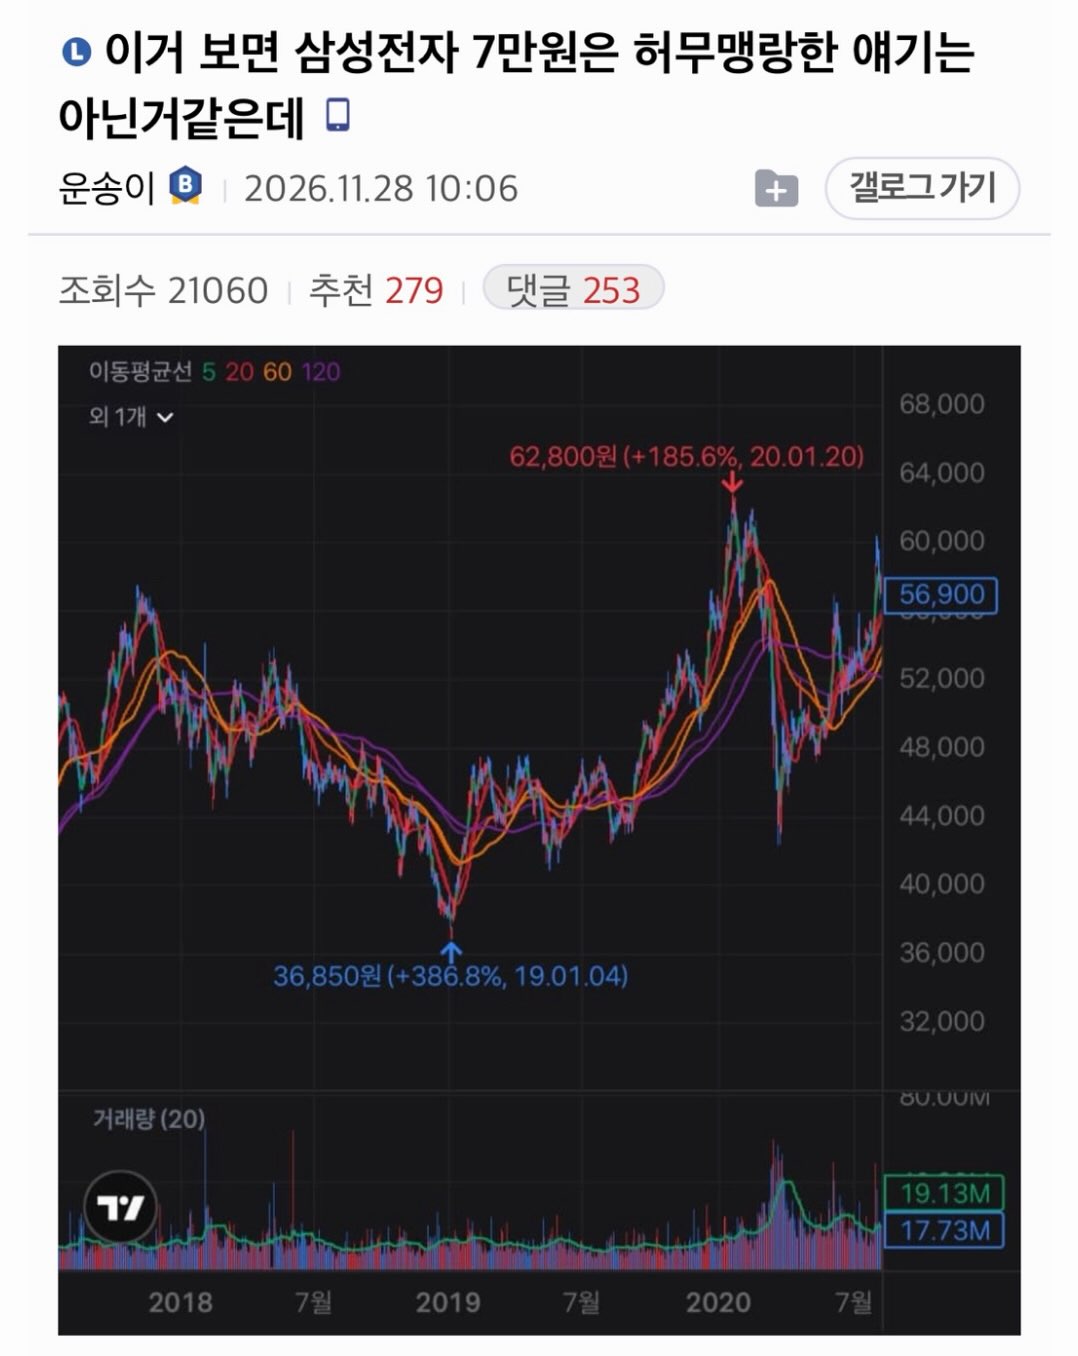 이거 보면 삼성전자 7만원은 허무맹랑한 얘기는
아닌거같은데
운송이 B 2026.11.28 10:06
갤로그 가기
조회수 21060 추천 279 댓글 253
이동평균선 5 20 60 120
외 1개
62,800원 (+185.6%, 20.01.20)
36,850원 (+386.8%, 19.01.04)
68,000
64,000
60,000
56,900
52,000
48,000
44,000
40,000
36,000
32,000
80.00M
거래량 (20)
19.13M
17.73M
2018 7월 2019 7월 2020 7월